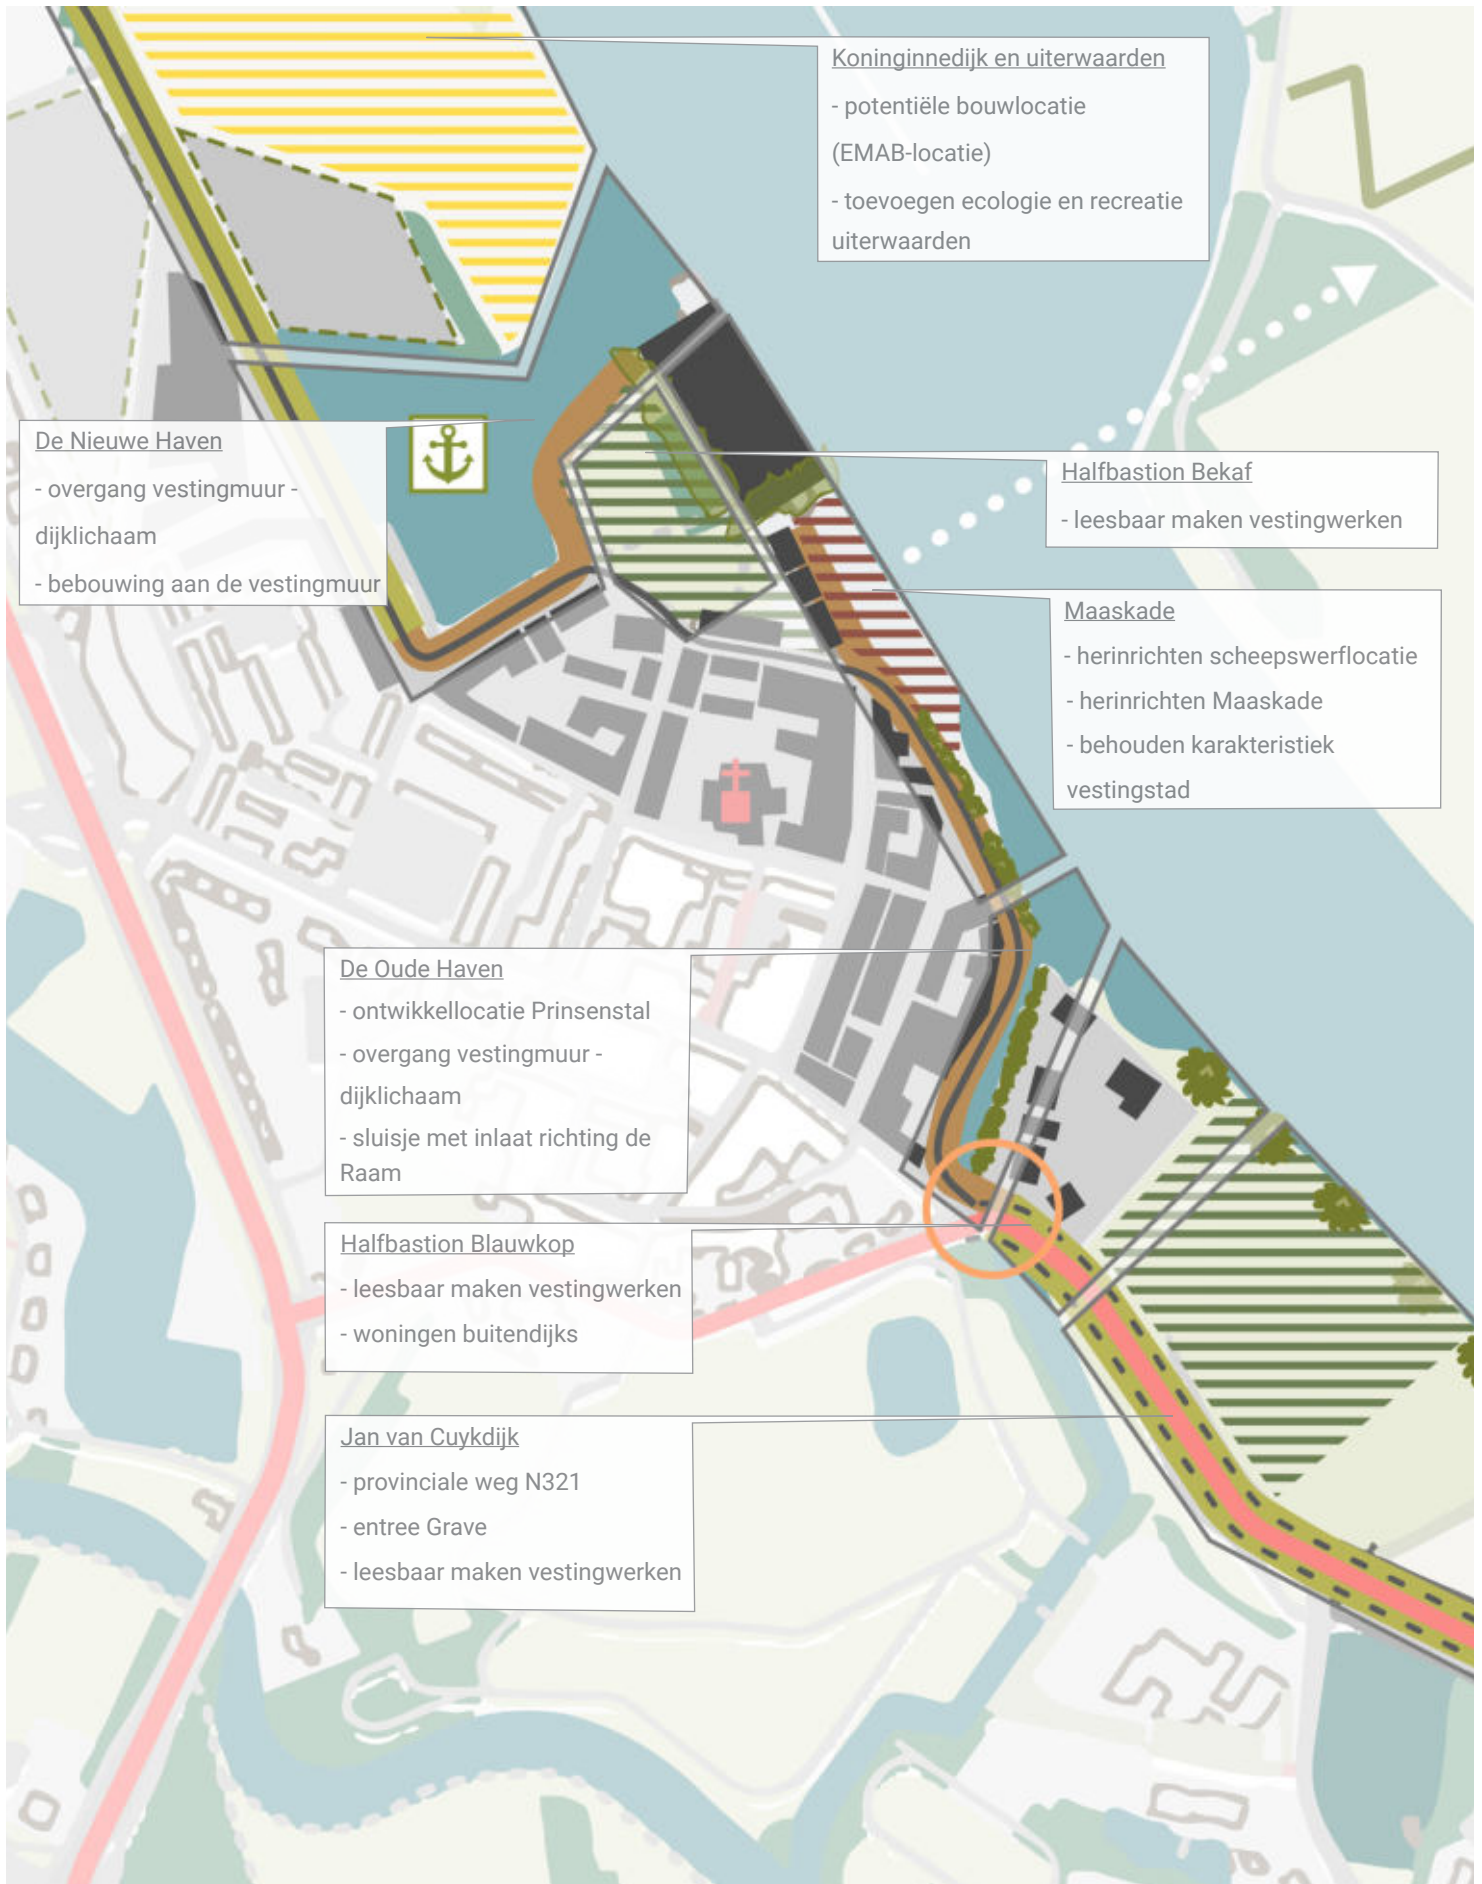 Koninginnedijk en uiterwaarden
- potentiële bouwlocatie
(EMAB-locatie)
- toevoegen ecologie en recreatie
uiterwaarden
De Nieuwe Haven
- overgang vestingmuur -
dijklichaam
- bebouwing aan de vestingmuur
Halfbastion Bekaf
- leesbaar maken vestingwerken
Maaskade
- herinrichten scheepswerflocatie
- herinrichten Maaskade
- behouden karakteristiek
vestingstad
De Oude Haven
- ontwikkellocatie Prinsenstal
- overgang vestingmuur -
dijklichaam
- sluisje met inlaat richting de
Raam
Halfbastion Blauwkop
- leesbaar maken vestingwerken
- woningen buitendijks
Jan van Cuykdijk
- provinciale weg N321
- entree Grave
- leesbaar maken vestingwerken